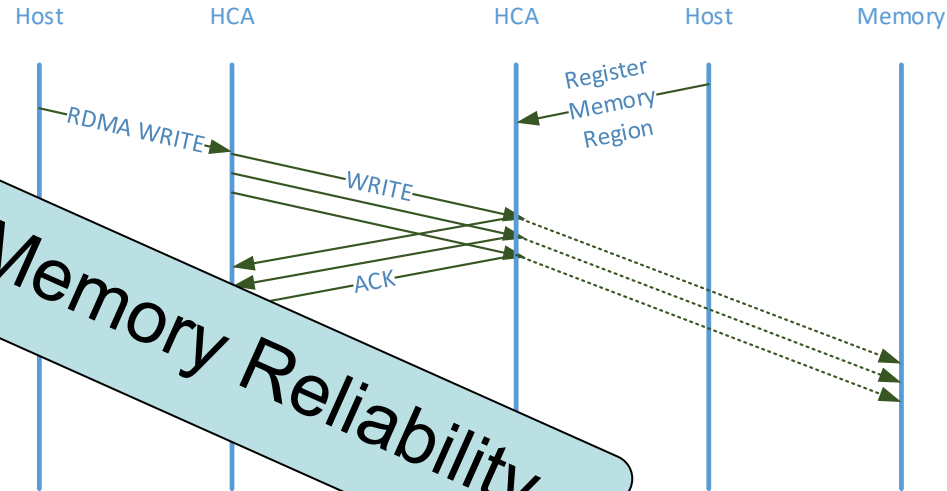 Host HCA HCA Host Memory
Register
Memory
Region
RDMA WRITE
WRITE
ACK
Memory Reliability